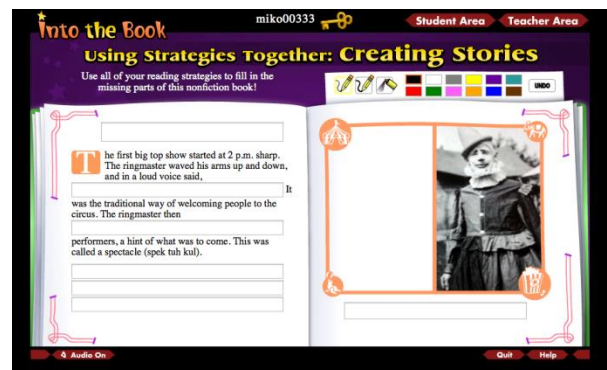 miko00333
Student Area
Teacher Area
Into the Book
Using Strategies Together: Creating Stories
Use all of your reading strategies to fill in the
missing parts of this nonfiction book!
UNDO
The first big top show started at 2 p.m. sharp.
The ringmaster waved his arms up and down,
and in a loud voice said,
It
was the traditional way of welcoming people to the
circus. The ringmaster then
performers, a hint of what was to come. This was
called a spectacle (spek tuh kul).
Audio On
Quit
Help